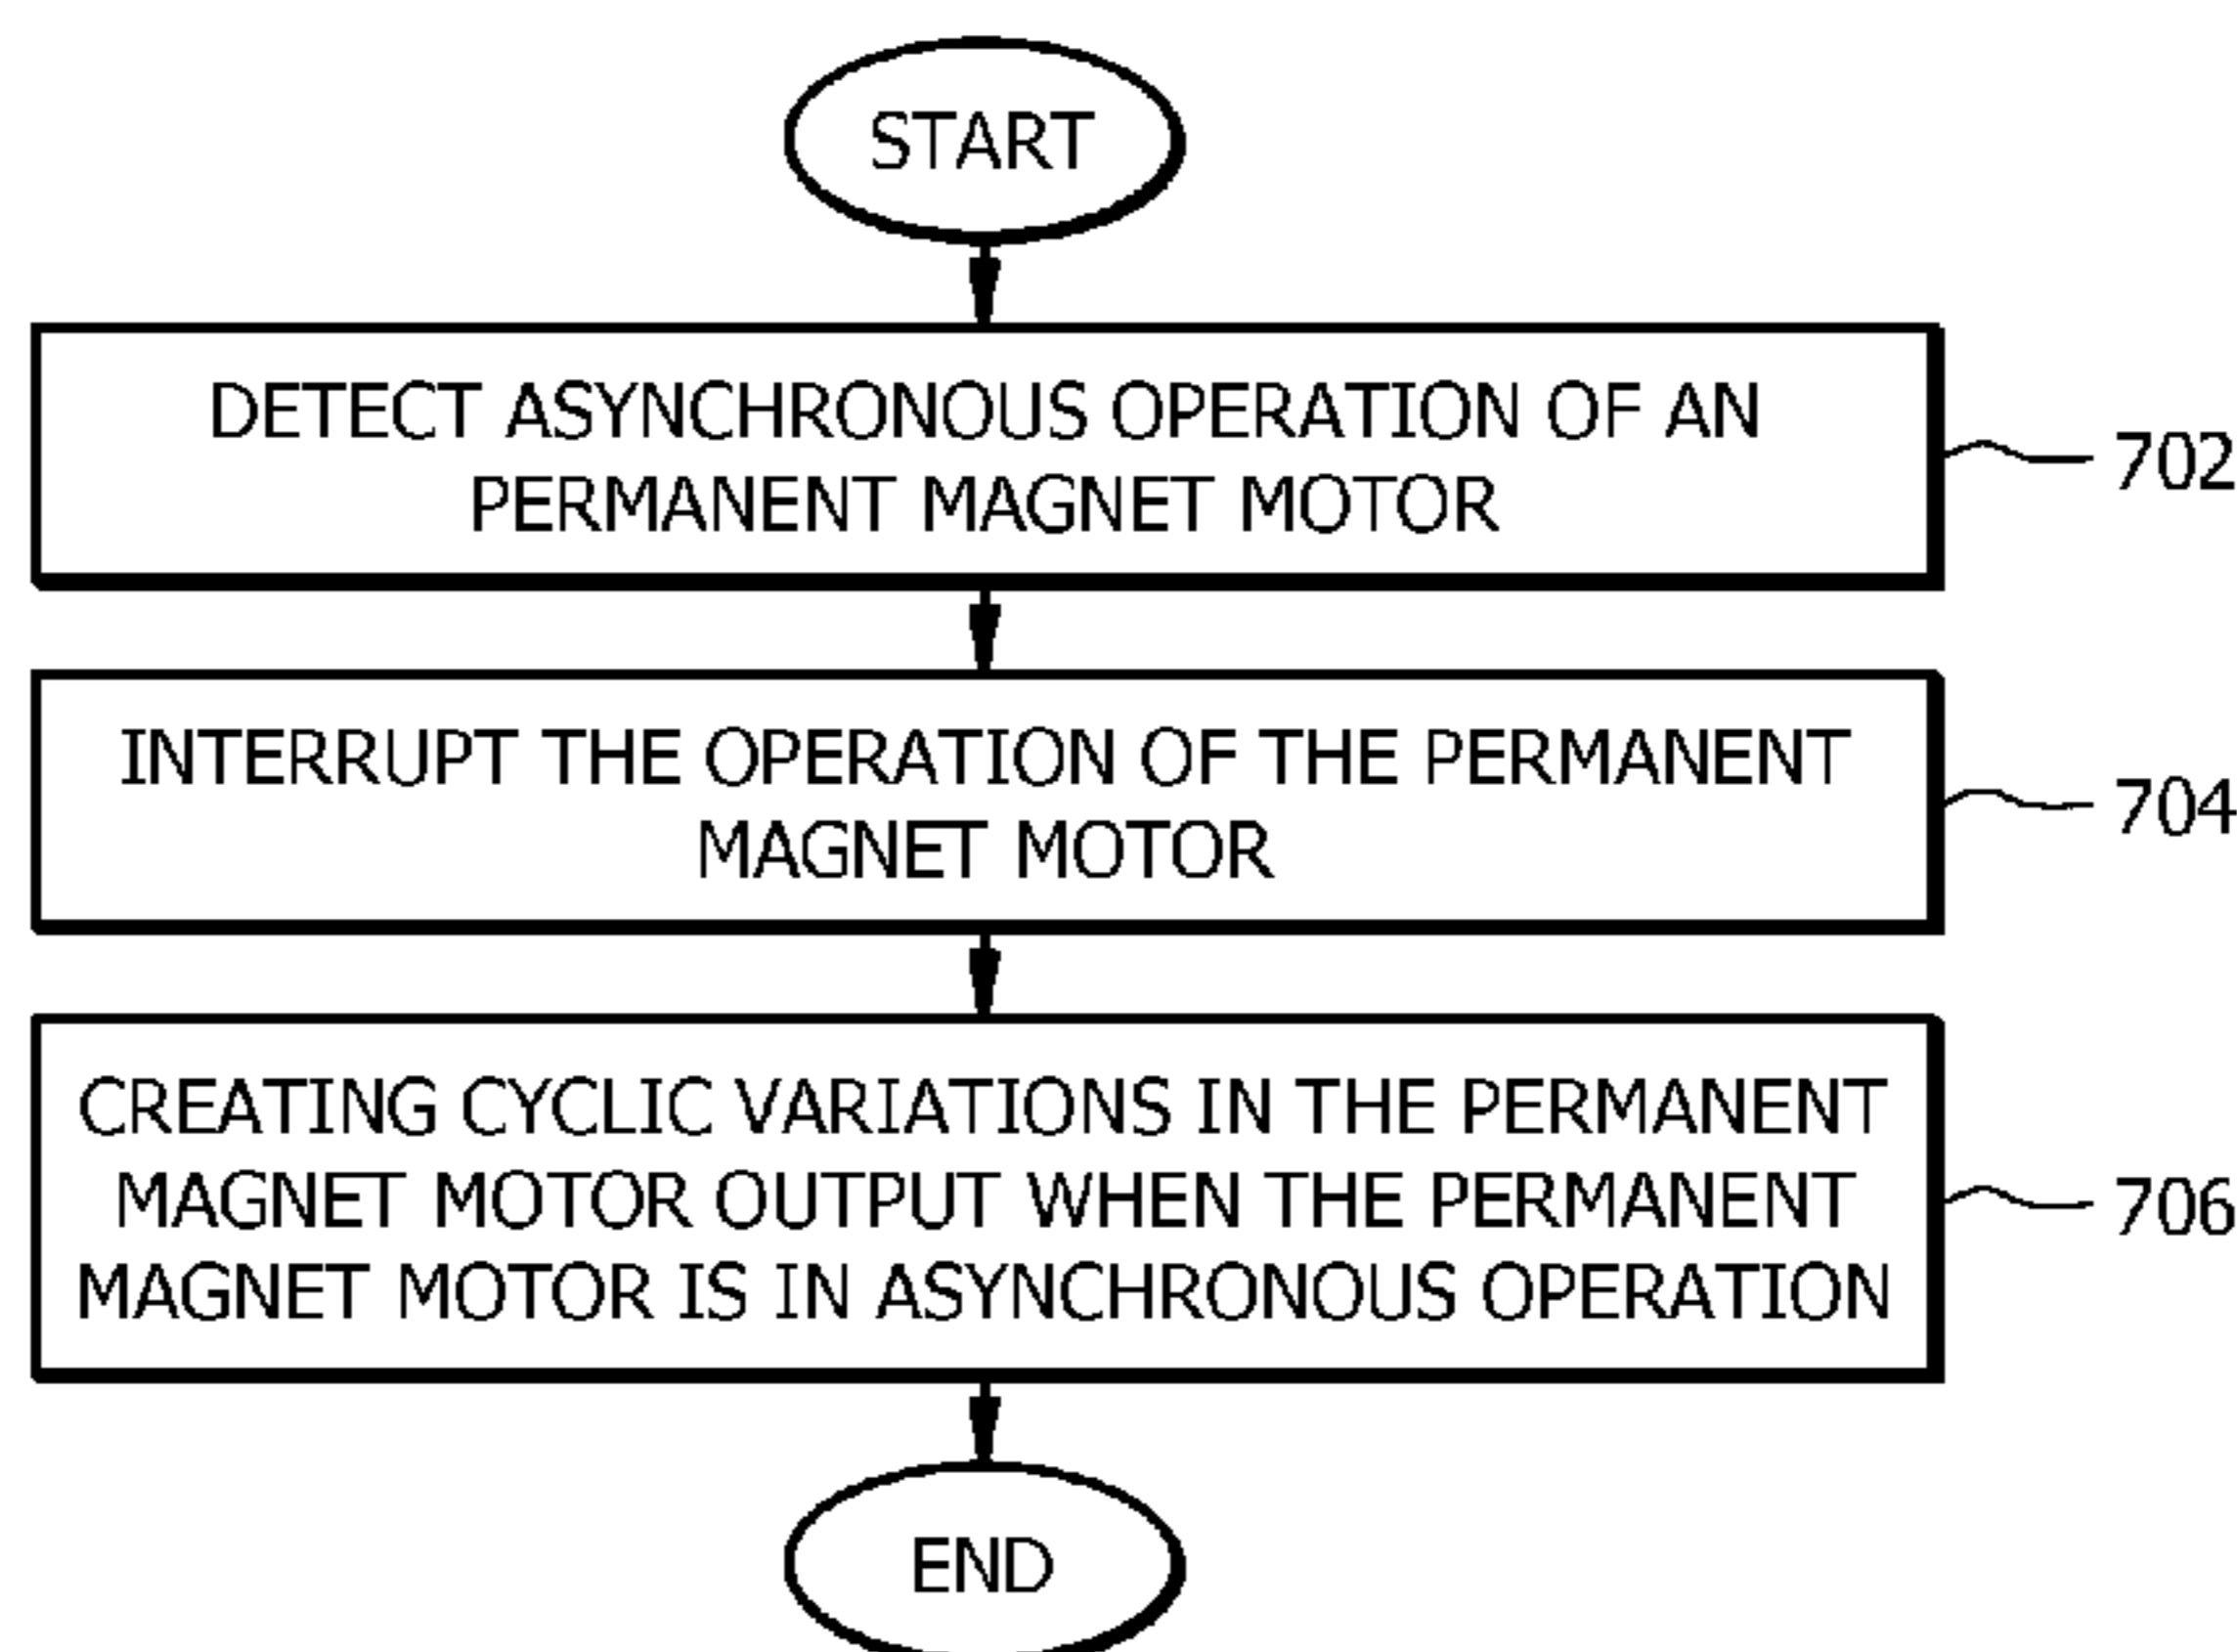 START
DETECT ASYNCHRONOUS OPERATION OF AN
PERMANENT MAGNET MOTOR
702
INTERRUPT THE OPERATION OF THE PERMANENT
MAGNET MOTOR
704
CREATING CYCLIC VARIATIONS IN THE PERMANENT
MAGNET MOTOR OUTPUT WHEN THE PERMANENT
MAGNET MOTOR IS IN ASYNCHRONOUS OPERATION
706
END